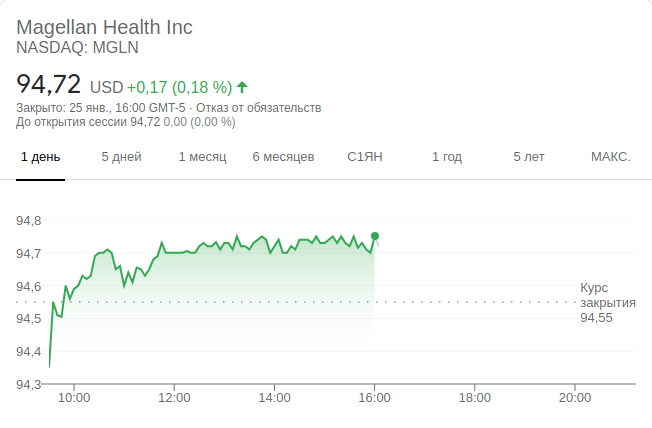 Magellan Health Inc
NASDAQ: MGLN
94,72 USD +0,17 (0,18 %)
Закрыто: 25 янв., 16:00 GMT-5 · Отказ от обязательств
До открытия сессии 94,72 0,00 (0,00 %)
1 день 5 дней 1 месяц 6 месяцев С1ЯН 1 год 5 лет МАКС.
94,8
94,7
94,6
Курс
закрытия
94,55
94,5
94,4
94,3
10:00 12:00 14:00 16:00 18:00 20:00